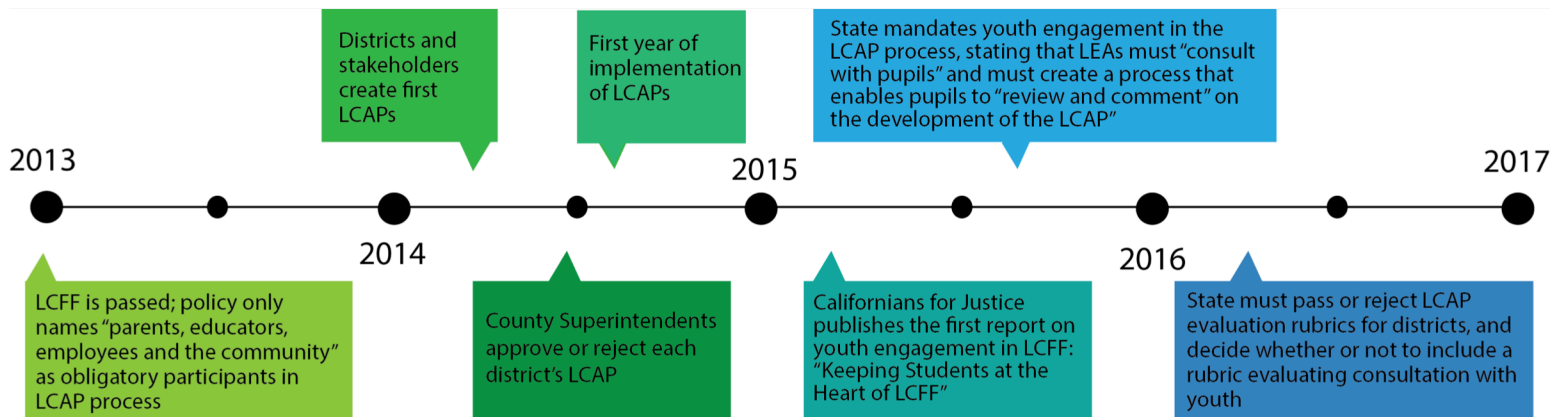 Districts and
stakeholders
create first
LCAPs
First year of
implementation
of LCAPs
State mandates youth engagement in the
LCAP process, stating that LEAs must “consult
with pupils” and must create a process that
enables pupils to “review and comment” on
the development of the LCAP”
2013
2015
2017
2014
2016
LCFF is passed; policy only
names “parents, educators,
employees and the community”
as obligatory participants in
LCAP process
County Superintendents
approve or reject each
district’s LCAP
Californians for Justice
publishes the first report on
youth engagement in LCFF:
“Keeping Students at the
Heart of LCFF”
State must pass or reject LCAP
evaluation rubrics for districts, and
decide whether or not to include a
rubric evaluating consultation with
youth